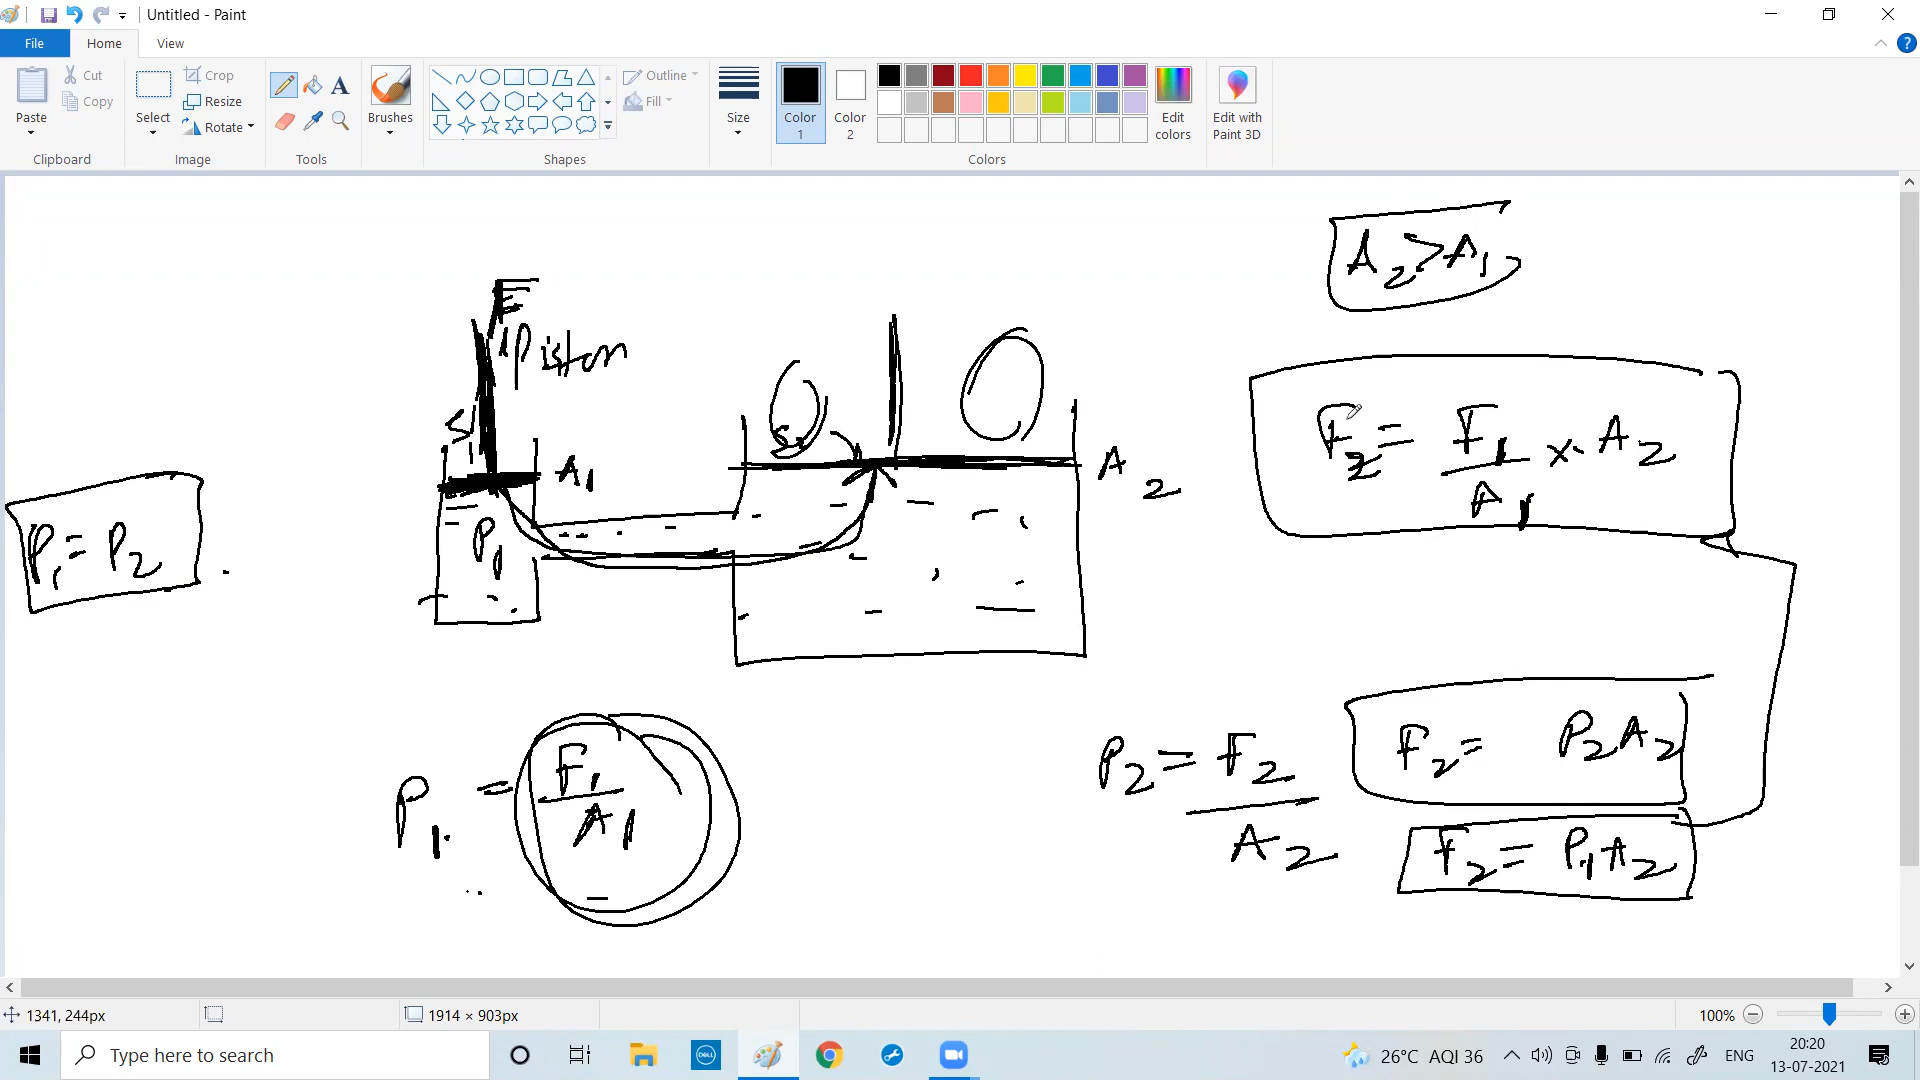 Untitled - Paint
File
Home
View
Paste
Cut
Copy
Clipboard
Select
Crop
Resize
Rotate
Image
Tools
Brushes
Shapes
Outline
Fill
Size
Color 1
Color 2
Colors
Edit colors
Edit with Paint 3D
A2>A1
F
Piston
S1
A1
A2
F2 = F1/A1 x A2
P1
P1 = P2
P1 = F1/A1
P2 = F2/A2
F2 = P2A2
F2 = P1A2
1341, 244px
1914 × 903px
100%
Type here to search
DELL
26°C AQI 36
ENG
20:20
13-07-2021